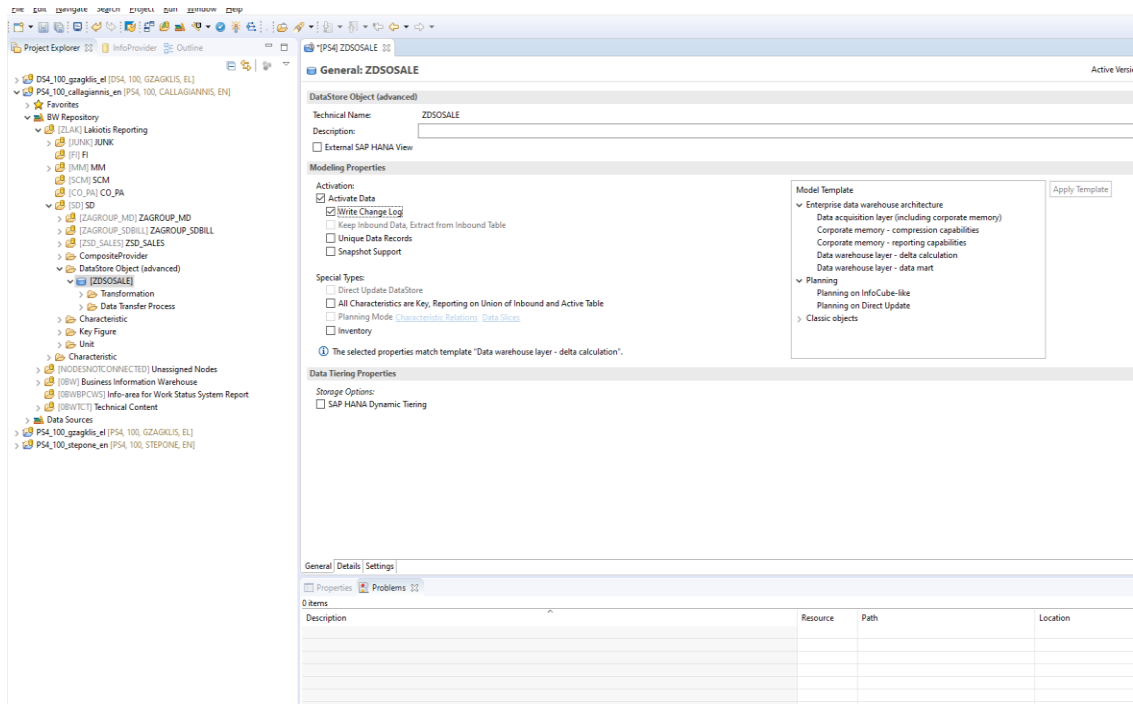 File Edit Navigate Search Project Run Window Help
Project Explorer InfoProvider Outline
DS4_100_gzagklis_el [DS4, 100, GZAGKLIS, EL]
PS4_100_callagiannis_en [PS4, 100, CALLAGIANNIS, EN]
Favorites
BW Repository
[ZLAK] Lakiotis Reporting
[JUNK] JUNK
[FI] FI
[MM] MM
[SCM] SCM
[CO_PA] CO_PA
[SD] SD
[ZAGROUP_MD] ZAGROUP_MD
[ZAGROUP_SDBILL] ZAGROUP_SDBILL
[ZSD_SALES] ZSD_SALES
CompositeProvider
DataStore Object (advanced)
[ZDSOSALE]
Transformation
Data Transfer Process
Characteristic
Key Figure
Unit
Characteristic
[NODESNOTCONNECTED] Unassigned Nodes
[0BW] Business Information Warehouse
[0BWBPCWS] Info-area for Work Status System Report
[0BWTCT] Technical Content
Data Sources
PS4_100_gzagklis_el [PS4, 100, GZAGKLIS, EL]
PS4_100_stepone_en [PS4, 100, STEPONE, EN]
*[PS4] ZDSOSALE
General: ZDSOSALE
Active Versi
DataStore Object (advanced)
Technical Name: ZDSOSALE
Description:
External SAP HANA View
Modeling Properties
Activation:
Activate Data
Write Change Log
Keep Inbound Data, Extract from Inbound Table
Unique Data Records
Snapshot Support
Special Types:
Direct Update DataStore
All Characteristics are Key, Reporting on Union of Inbound and Active Table
Planning Mode Characteristic Relations Data Slices
Inventory
The selected properties match template "Data warehouse layer - delta calculation".
Model Template
Apply Template
Enterprise data warehouse architecture
Data acquisition layer (including corporate memory)
Corporate memory - compression capabilities
Corporate memory - reporting capabilities
Data warehouse layer - delta calculation
Data warehouse layer - data mart
Planning
Planning on InfoCube-like
Planning on Direct Update
Classic objects
Data Tiering Properties
Storage Options:
SAP HANA Dynamic Tiering
General Details Settings
Properties Problems
0 items
Description Resource Path Location